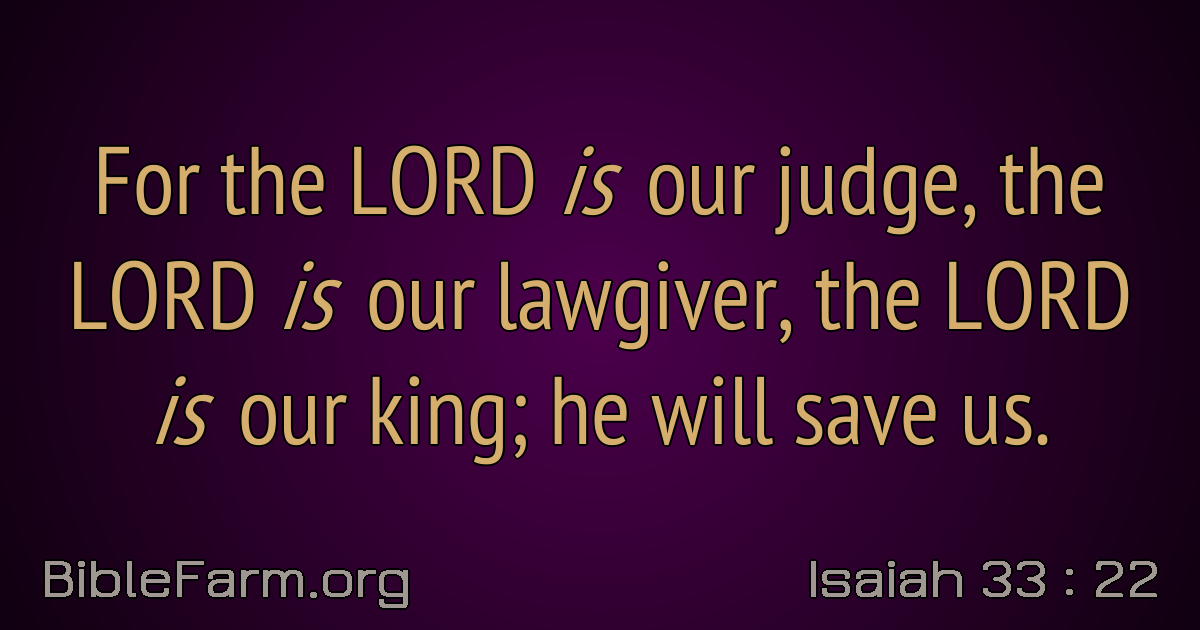 For the LORD is our judge, the
LORD is our lawgiver, the LORD
is our king; he will save us.
BibleFarm.org
Isaiah 33 : 22